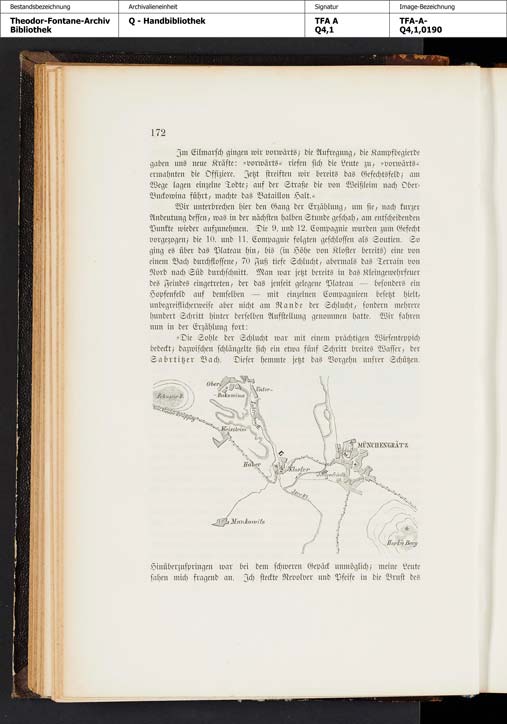 Bestandsbezeichnung Archivalieneinheit Signatur Image-Bezeichnung
Theodor-Fontane-Archiv Q - Handbibliothek TFA A TFA-A-
Bibliothek Q4,1 Q4,1,0190
172
Im Eilmarsch gingen wir vorwärts; die Aufregung, die Kampfbegierde
gaben uns neue Kräfte: »vorwärts« riefen sich die Leute zu, »vorwärts«
ermahnten die Offiziere. Jetzt streiften wir bereits das Gefechtsfeld; am
Wege lagen einzelne Todte; auf der Straße die von Weißlein nach Ober-
Buckowina führt, machte das Bataillon Halt.«
Wir unterbrechen hier den Gang der Erzählung, um sie, nach kurzer
Andeutung dessen, was in der nächsten halben Stunde geschah, am entscheidenden
Punkte wieder aufzunehmen. Die 9. und 12. Compagnie wurden zum Gefecht
vorgezogen; die 10. und 11. Compagnie folgten geschlossen als Soutien. So
ging es über das Plateau hin, bis (in Höhe von Kloster bereits) eine von
einem Bach durchflossene, 70 Fuß tiefe Schlucht, abermals das Terrain von
Nord nach Süd durchschnitt. Man war jetzt bereits in das Kleingewehrfeuer
des Feindes eingetreten, der das jenseit gelegene Plateau — besonders ein
Hopfenfeld auf demselben — mit einzelnen Compagnieen besetzt hielt,
unbegreiflicherweise aber nicht am Rande der Schlucht, sondern mehrere
hundert Schritt hinter derselben Aufstellung genommen hatte. Wir fahren
nun in der Erzählung fort:
»Die Sohle der Schlucht war mit einem prächtigen Wiesenteppich
bedeckt; dazwischen schlängelte sich ein etwa fünf Schritt breites Wasser, der
Sabrtitzer Bach. Dieser hemmte jetzt das Vorgehn unsrer Schützen.
Ober
Unter-
Bukowina
Weisslein
MÜNCHENGRÄTZ
Haber
Kloster
Mankowitz
Berg
Hinüberzuspringen war bei dem schweren Gepäck unmöglich; meine Leute
sahen mich fragend an. Ich steckte Revolver und Pfeife in die Brust des